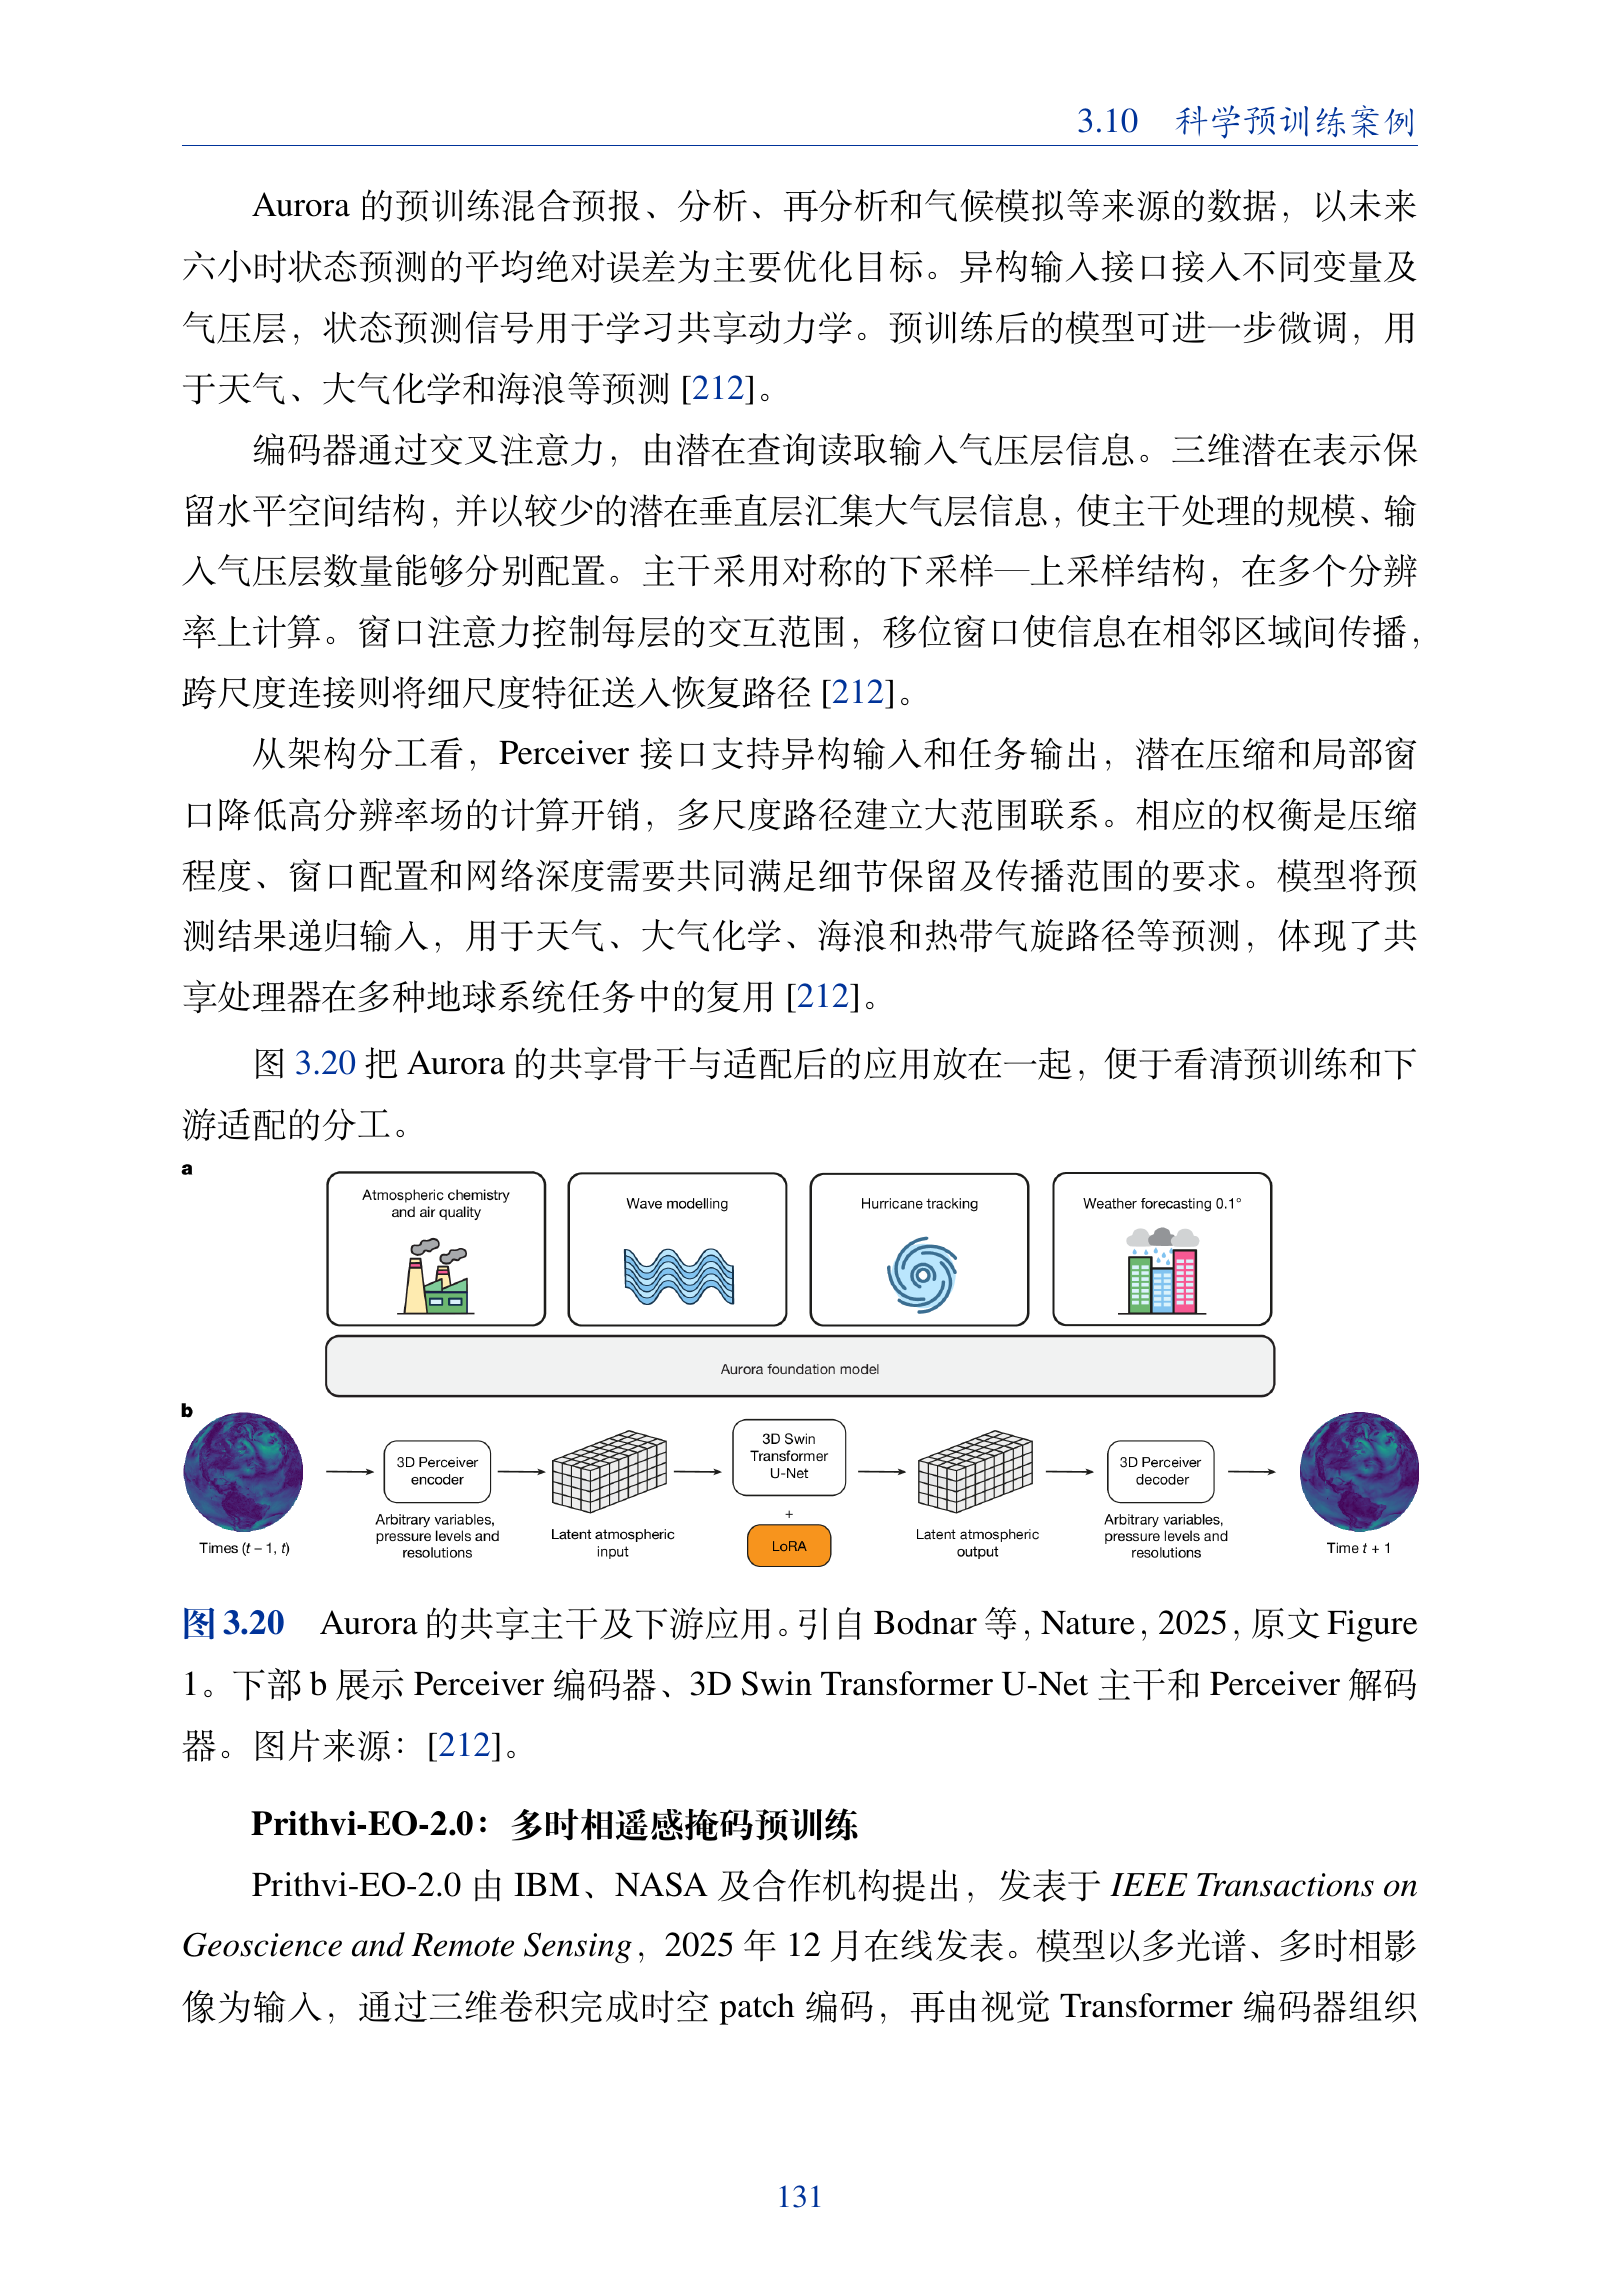 3.10 科学预训练案例
Aurora 的预训练混合预报、分析、再分析和气候模拟等来源的数据，以未来
六小时状态预测的平均绝对误差为主要优化目标。异构输入接口接入不同变量及
气压层，状态预测信号用于学习共享动力学。预训练后的模型可进一步微调，用
于天气、大气化学和海浪等预测 [212]。
编码器通过交叉注意力，由潜在查询读取输入气压层信息。三维潜在表示保
留水平空间结构，并以较少的潜在垂直层汇集大气层信息，使主干处理的规模、输
入气压层数量能够分别配置。主干采用对称的下采样—上采样结构，在多个分辨
率上计算。窗口注意力控制每层的交互范围，移位窗口使信息在相邻区域间传播，
跨尺度连接则将细尺度特征送入恢复路径 [212]。
从架构分工看，Perceiver 接口支持异构输入和任务输出，潜在压缩和局部窗
口降低高分辨率场的计算开销，多尺度路径建立大范围联系。相应的权衡是压缩
程度、窗口配置和网络深度需要共同满足细节保留及传播范围的要求。模型将预
测结果递归输入，用于天气、大气化学、海浪和热带气旋路径等预测，体现了共
享处理器在多种地球系统任务中的复用 [212]。
图 3.20 把 Aurora 的共享骨干与适配后的应用放在一起，便于看清预训练和下
游适配的分工。
a
Atmospheric chemistry
and air quality
Wave modelling
Hurricane tracking
Weather forecasting 0.1°
Aurora foundation model
b
Times (t – 1, t)
3D Perceiver
encoder
Arbitrary variables,
pressure levels and
resolutions
Latent atmospheric
input
3D Swin
Transformer
U-Net
+
LoRA
Latent atmospheric
output
3D Perceiver
decoder
Arbitrary variables,
pressure levels and
resolutions
Time t + 1
图 3.20 Aurora 的共享主干及下游应用。引自 Bodnar 等，Nature，2025，原文 Figure
1。下部 b 展示 Perceiver 编码器、3D Swin Transformer U-Net 主干和 Perceiver 解码
器。图片来源：[212]。
Prithvi-EO-2.0：多时相遥感掩码预训练
Prithvi-EO-2.0 由 IBM、NASA 及合作机构提出，发表于 IEEE Transactions on
Geoscience and Remote Sensing，2025 年 12 月在线发表。模型以多光谱、多时相影
像为输入，通过三维卷积完成时空 patch 编码，再由视觉 Transformer 编码器组织
131